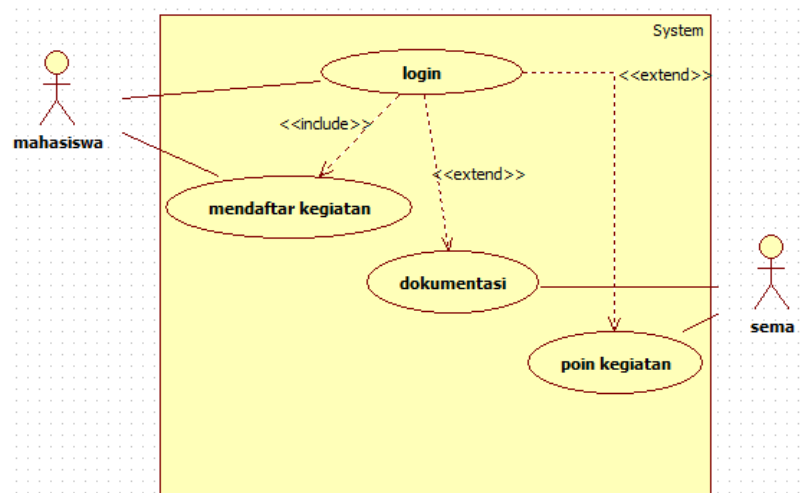 System
login
<<extend>>
<<include>>
mahasiswa
<<extend>>
mendaftar kegiatan
dokumentasi
sema
poin kegiatan